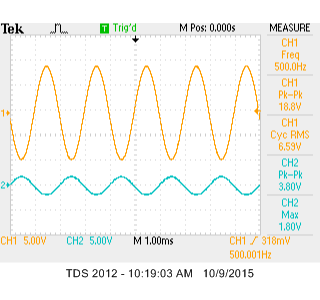 Tek Trig'd M Pos: 0.000s MEASURE
CH1
Freq
500.0Hz
CH1
Pk-Pk
18.8V
CH1
Cyc RMS
6.53V
CH2
Pk-Pk
3.80V
CH2
Max
1.80V
1
2
CH1 5.00V CH2 5.00V M 1.00ms CH1 / 318mV
500.001Hz
TDS 2012 - 10:19:03 AM 10/9/2015